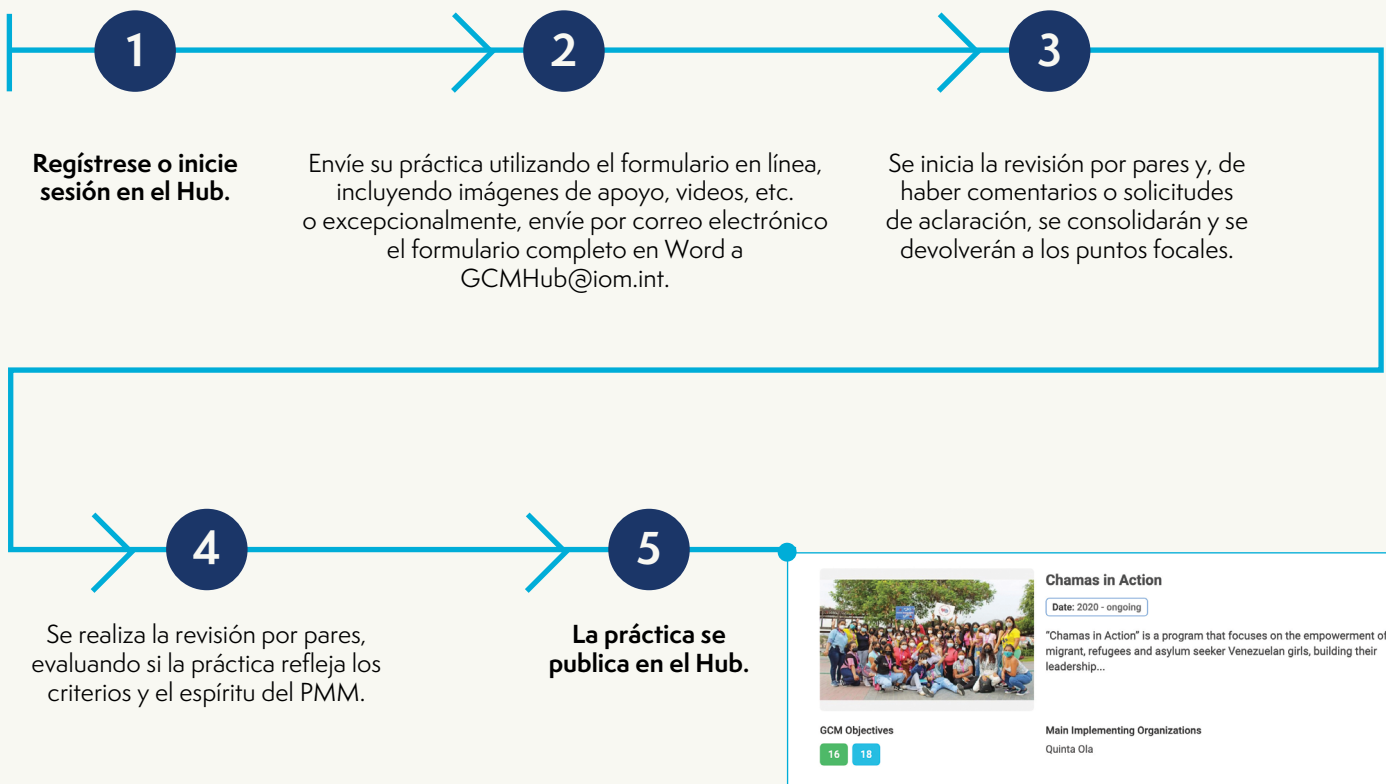 1
2
3
Regístrese o inicie
sesión en el Hub.
Envíe su práctica utilizando el formulario en línea,
incluyendo imágenes de apoyo, videos, etc.
o excepcionalmente, envíe por correo electrónico
el formulario completo en Word a
GCMHub@iom.int.
Se inicia la revisión por pares y, de
haber comentarios o solicitudes
de aclaración, se consolidarán y se
devolverán a los puntos focales.
4
5
Se realiza la revisión por pares,
evaluando si la práctica refleja los
criterios y el espíritu del PMM.
La práctica se
publica en el Hub.
Chamas in Action
Date: 2020 - ongoing
"Chamas in Action" is a program that focuses on the empowerment of
migrant, refugees and asylum seeker Venezuelan girls, building their
leadership...
GCM Objectives
16 18
Main Implementing Organizations
Quinta Ola